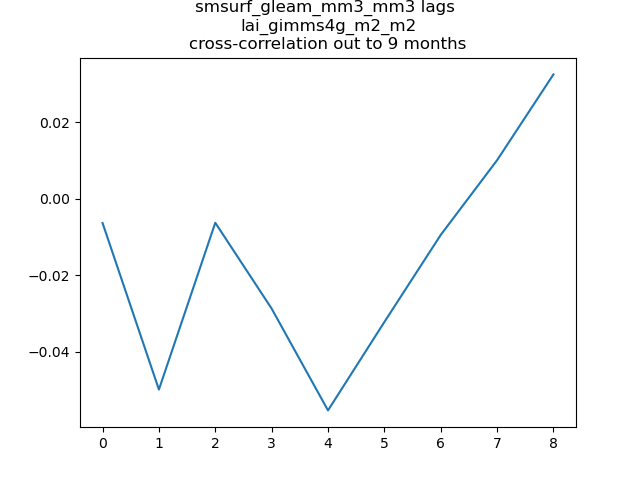 smsurf_gleam_mm3_mm3 lags
lai_gimms4g_m2_m2
cross-correlation out to 9 months
0.02
0.00
−0.02
−0.04
0 1 2 3 4 5 6 7 8